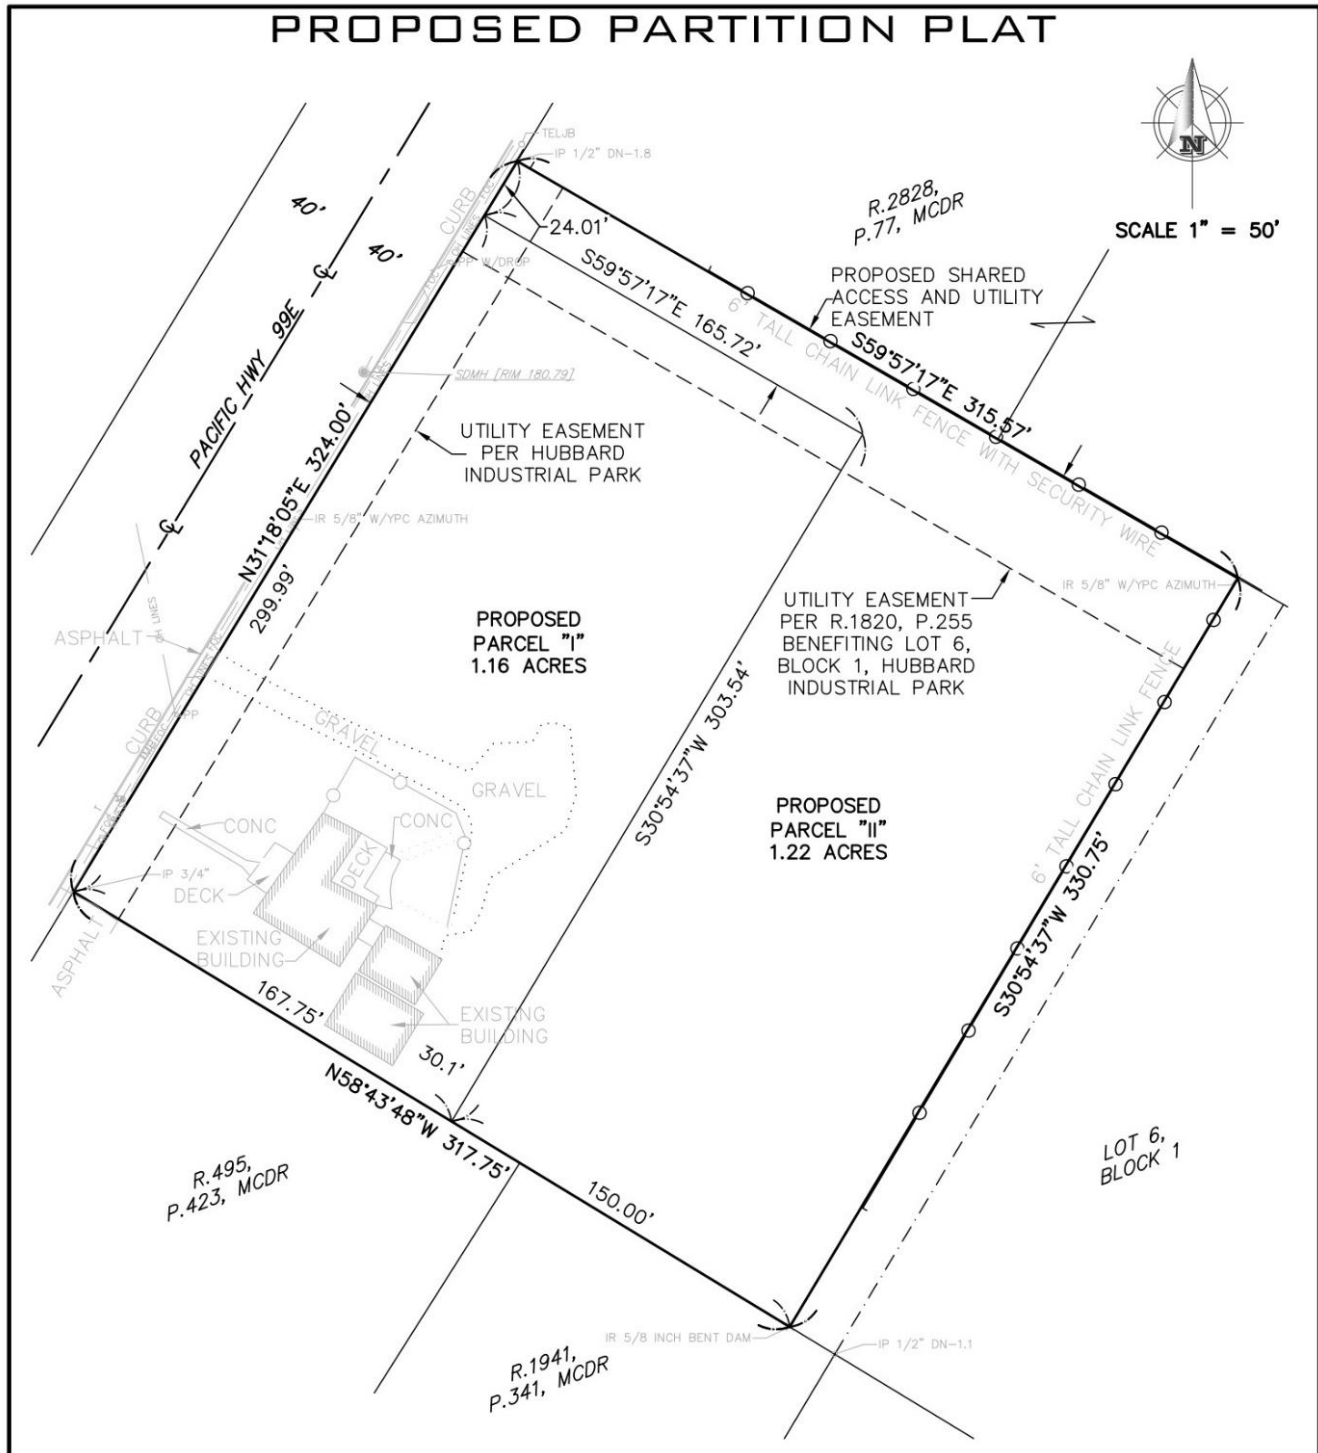 PROPOSED PARTITION PLAT
N
SCALE 1" = 50'
TELJB
IP 1/2" DN-1.8
CURB
OH LINES FOC
24.01'
R.2828,
P.77, MCDR
40'
40'
PP W/DROP
S59°57'17"E 165.72'
PROPOSED SHARED
ACCESS AND UTILITY
EASEMENT
6' TALL CHAIN LINK FENCE WITH SECURITY WIRE
S59°57'17"E 315.57'
PACIFIC HWY 99E
SDMH [RIM 180.79]
UTILITY EASEMENT
PER HUBBARD
INDUSTRIAL PARK
N31°18'05"E 324.00'
299.99'
IR 5/8" W/YPC AZIMUTH
IR 5/8" W/YPC AZIMUTH
OH LINES
ASPHALT
PROPOSED
PARCEL "I"
1.16 ACRES
UTILITY EASEMENT
PER R.1820, P.255
BENEFITING LOT 6,
BLOCK 1, HUBBARD
INDUSTRIAL PARK
6' TALL CHAIN LINK FENCE
CURB
PP
GRAVEL
GRAVEL
S30°54'37"W 303.54'
PROPOSED
PARCEL "II"
1.22 ACRES
CONC
CONC
DECK
IP 3/4"
DECK
ASPHALT
EXISTING
BUILDING
EXISTING
BUILDING
S30°54'37"W 330.75'
167.75'
30.1'
N58°43'48"W 317.75'
150.00'
R.495,
P.423, MCDR
LOT 6,
BLOCK 1
IR 5/8 INCH BENT DAM
IP 1/2" DN-1.1
R.1941,
P.341, MCDR